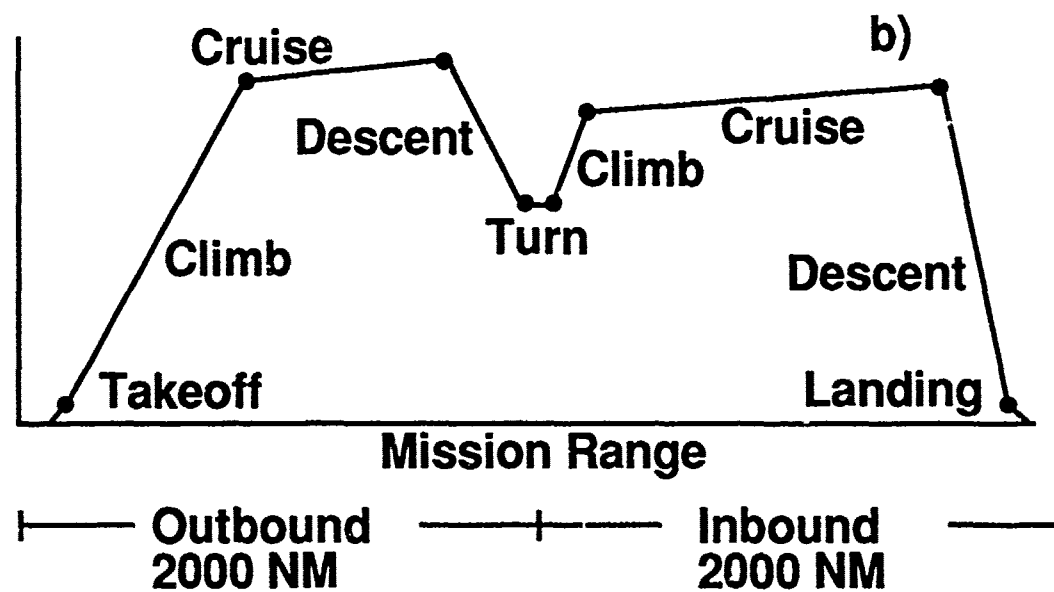 b)
Cruise
Descent
Climb
Cruise
Turn
Climb
Descent
Takeoff
Landing
Mission Range
Outbound
2000 NM
Inbound
2000 NM